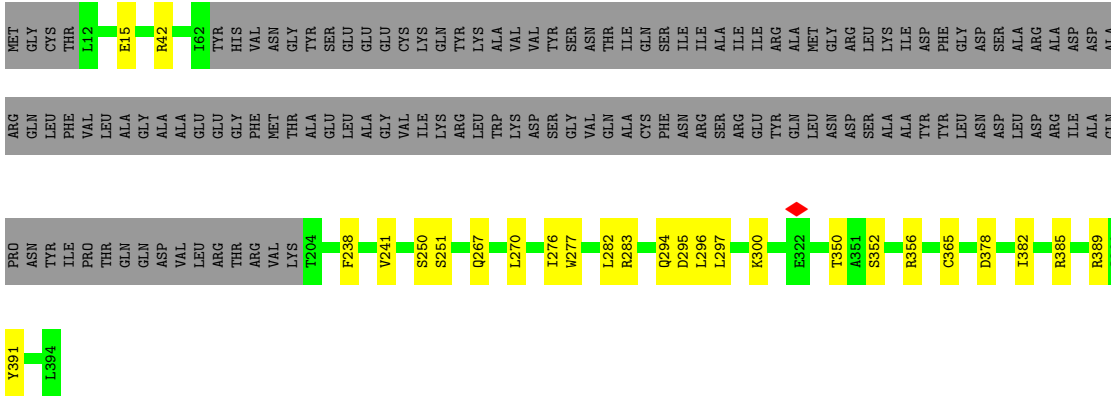 MET GLY CYS THR L12 E15 R42 I62 TYR HIS VAL ASN GLY TYR SER GLU GLU GLU CYS LYS GLN TYR LYS ALA VAL VAL TYR SER ASN THR ILE GLN SER ILE ILE ALA ILE ILE ARG ALA MET GLY ARG LEU LYS ILE ASP PHE GLY ASP SER ALA ARG ALA ASP ASP ALA
ARG GLN LEU PHE VAL LEU ALA GLY ALA ALA GLU GLU GLY PHE MET THR ALA GLU LEU ALA GLY VAL ILE LYS ARG LEU TRP LYS ASP SER GLY VAL GLN ALA CYS PHE ASN ARG SER ARG GLU TYR GLN LEU ASN ASP SER ALA ALA TYR TYR LEU ASN ASP LEU ASP ARG ILE ALA GLN
PRO ASN TYR ILE PRO THR GLN GLN ASP VAL LEU ARG THR ARG VAL LYS T204 F238 V241 S250 S251 Q267 L270 I276 W277 L282 R283 Q294 D295 L296 L297 K300 E322 T350 A351 S352 R356 C365 D378 I382 R385 R389
Y391 L394